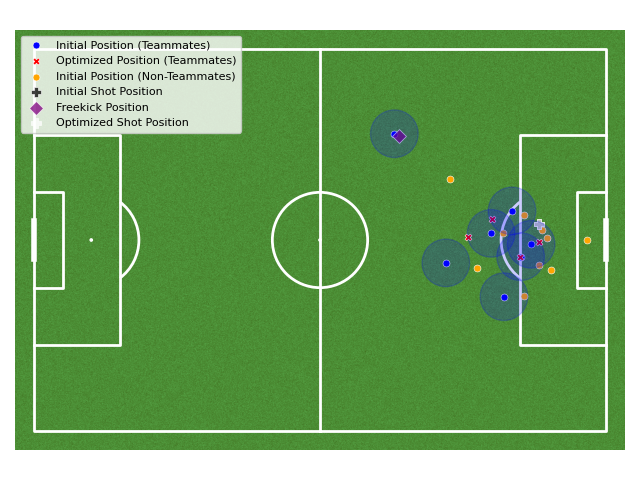 Initial Position (Teammates)
Optimized Position (Teammates)
Initial Position (Non-Teammates)
Initial Shot Position
Freekick Position
Optimized Shot Position